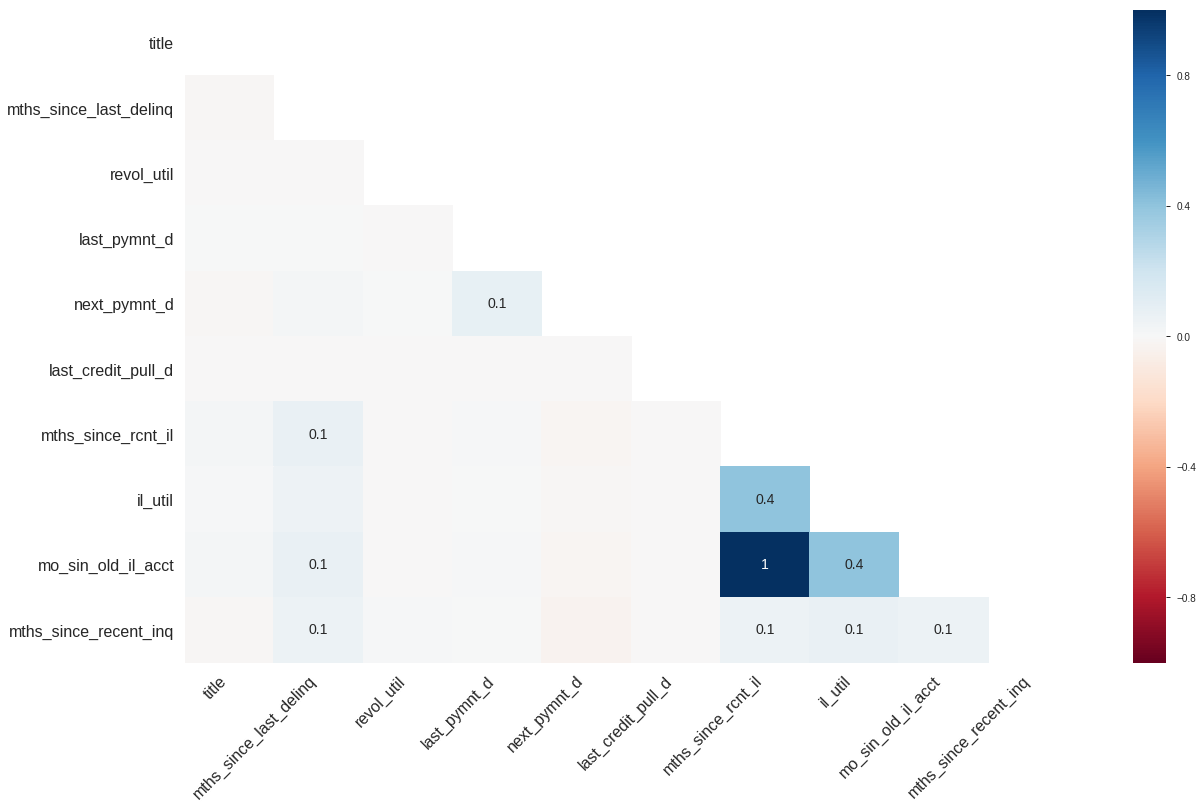 title
mths_since_last_delinq
revol_util
last_pymnt_d
next_pymnt_d
0.1
last_credit_pull_d
mths_since_rcnt_il
0.1
il_util
0.4
mo_sin_old_il_acct
0.1
1
0.4
mths_since_recent_inq
0.1
0.1
0.1
0.1
title
mths_since_last_delinq
revol_util
last_pymnt_d
next_pymnt_d
last_credit_pull_d
mths_since_rcnt_il
il_util
mo_sin_old_il_acct
mths_since_recent_inq
0.8
0.4
0.0
−0.4
−0.8